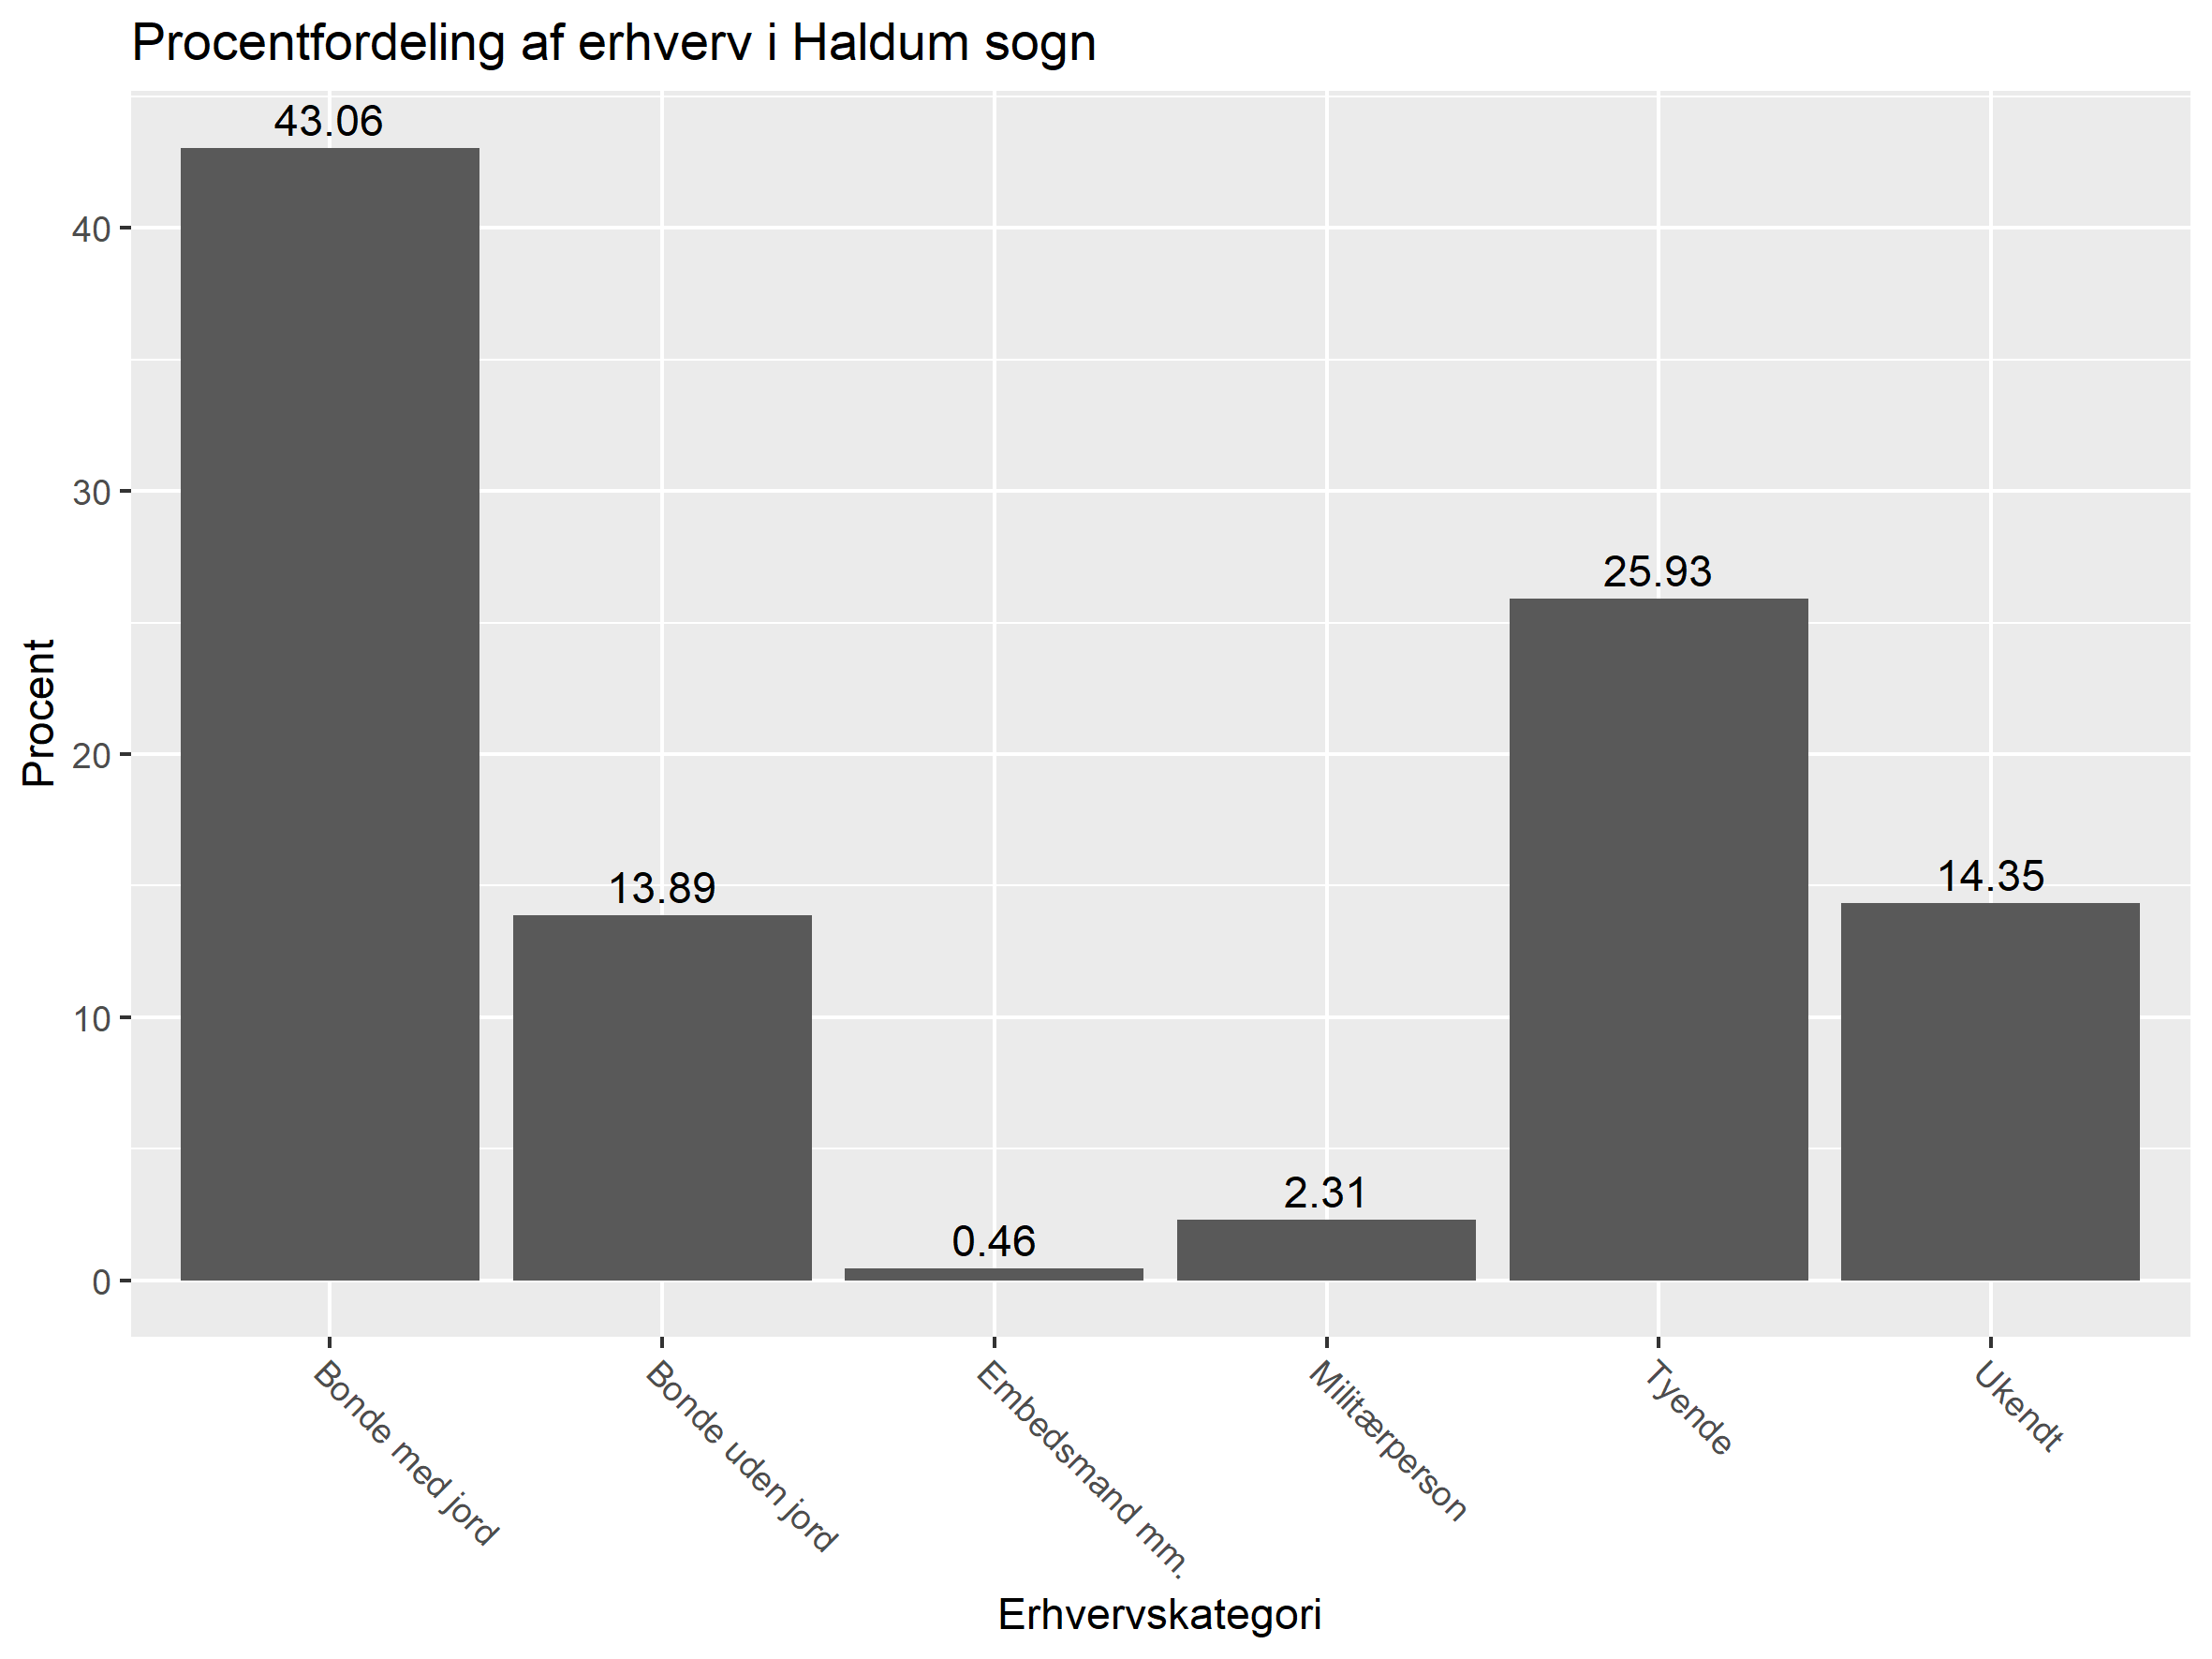 Procentfordeling af erhverv i Haldum sogn
43.06
13.89
0.46
2.31
25.93
14.35
40
30
20
10
0
Procent
Bonde med jord
Bonde uden jord
Embedsmand mm.
Militærperson
Tyende
Ukendt
Erhvervskategori